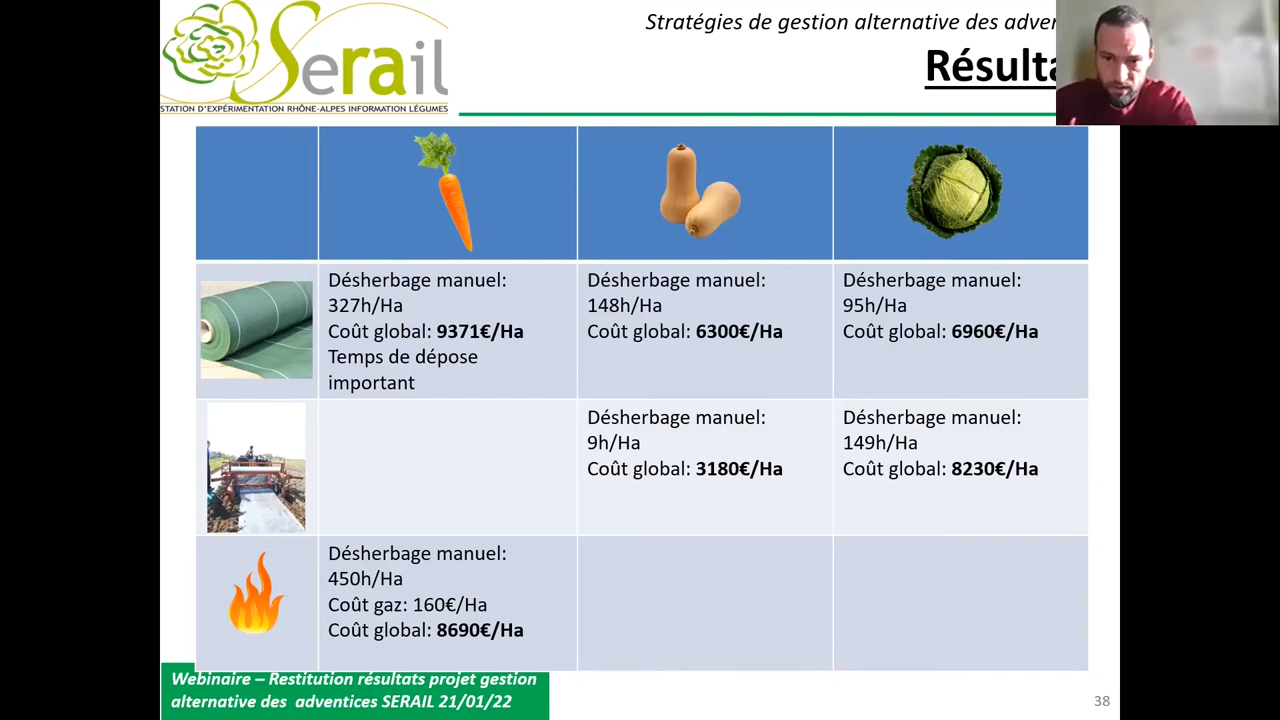 Serail
STATION D'EXPÉRIMENTATION RHÔNE-ALPES INFORMATION LÉGUMES
Stratégies de gestion alternative des adven
Résulta
Désherbage manuel:
327h/Ha
Coût global: 9371€/Ha
Temps de dépose
important
Désherbage manuel:
148h/Ha
Coût global: 6300€/Ha
Désherbage manuel:
95h/Ha
Coût global: 6960€/Ha
Désherbage manuel:
9h/Ha
Coût global: 3180€/Ha
Désherbage manuel:
149h/Ha
Coût global: 8230€/Ha
Désherbage manuel:
450h/Ha
Coût gaz: 160€/Ha
Coût global: 8690€/Ha
Webinaire – Restitution résultats projet gestion
alternative des adventices SERAIL 21/01/22
38